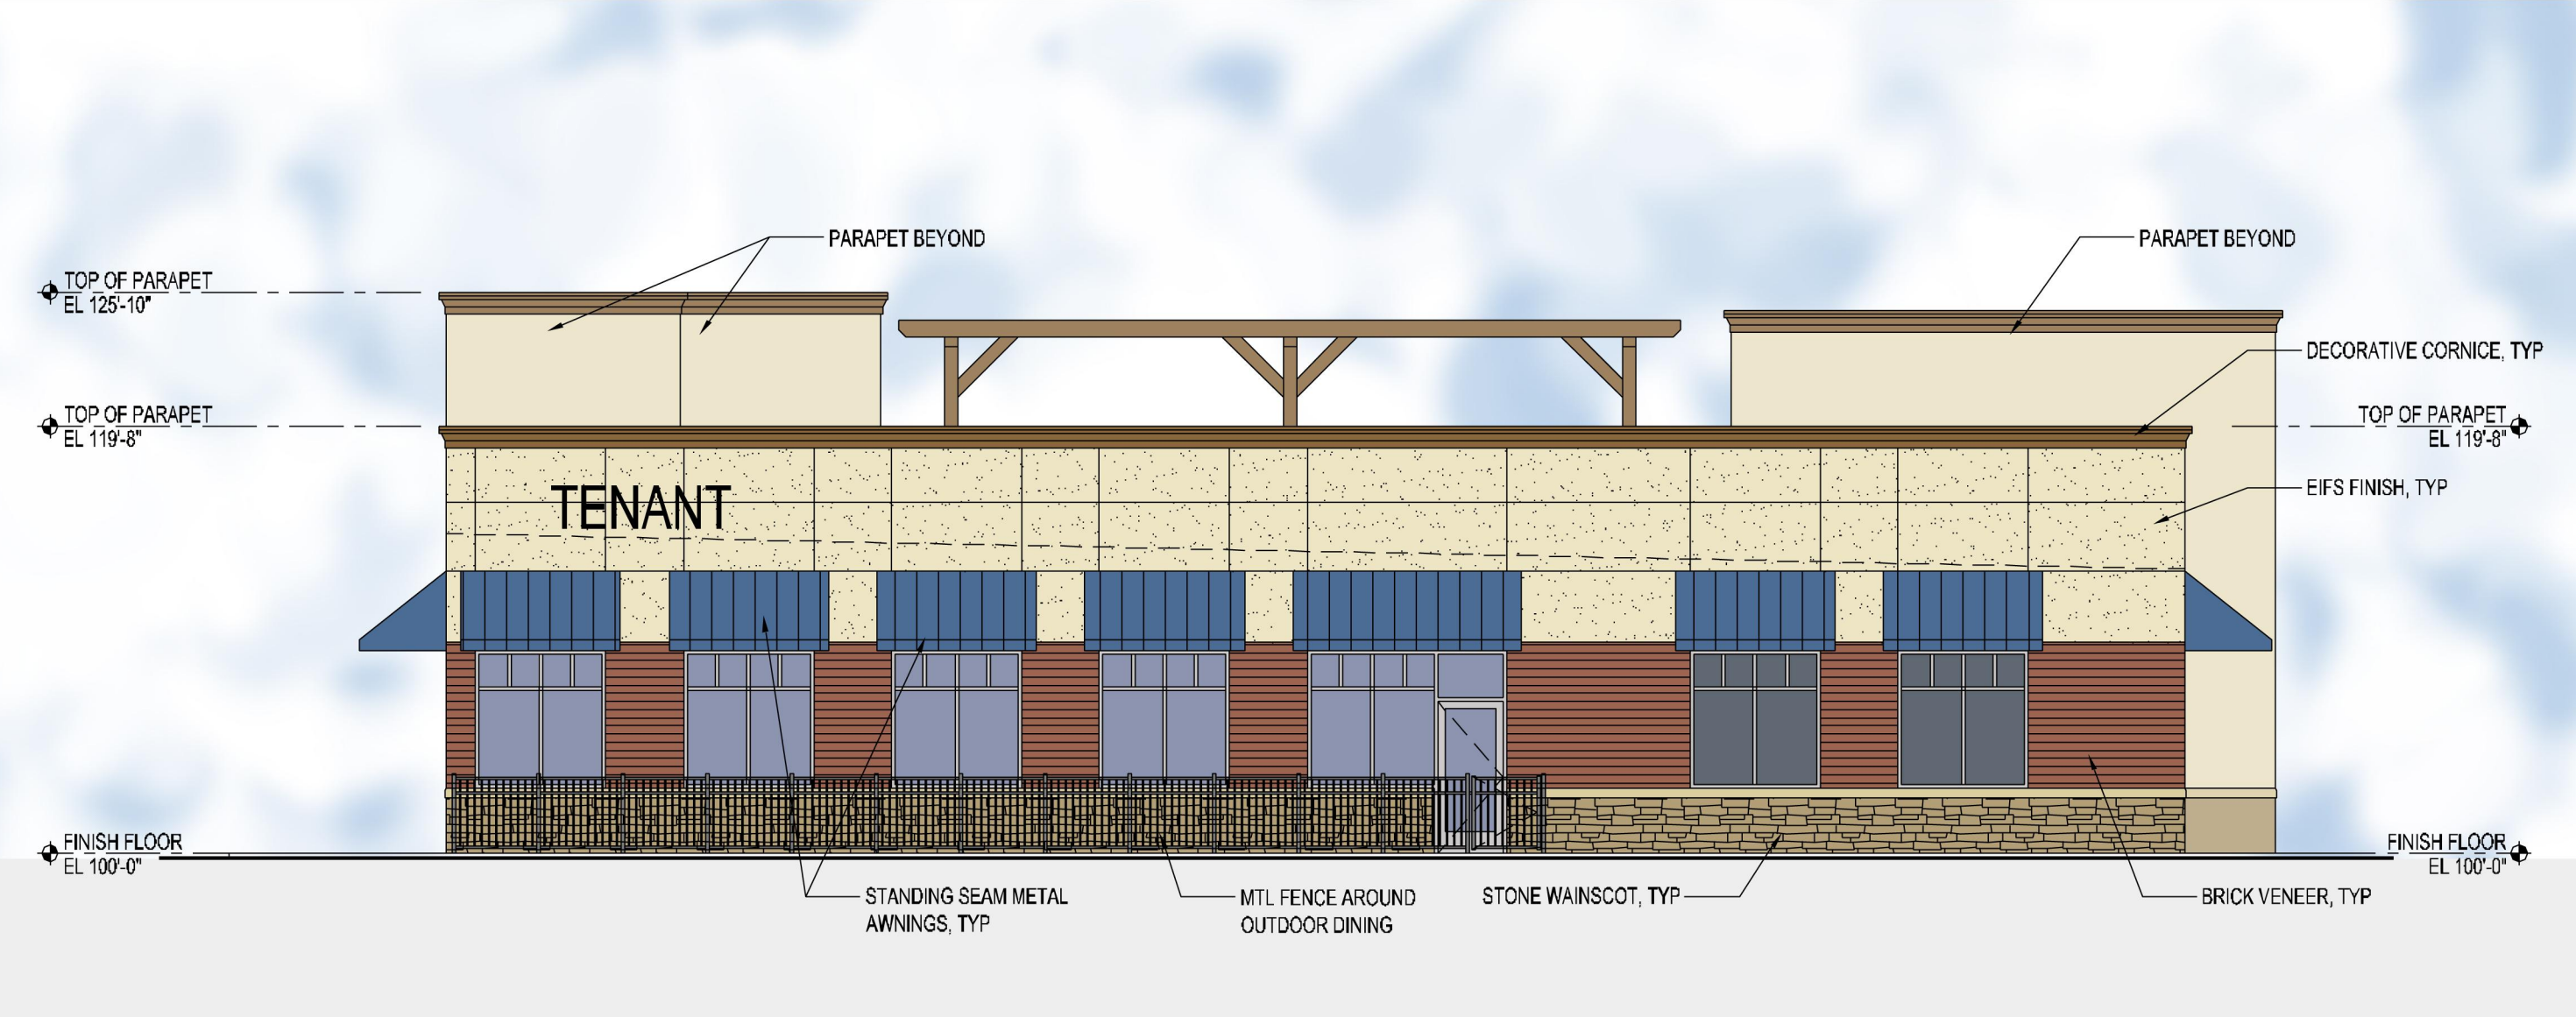 PARAPET BEYOND
PARAPET BEYOND
TOP OF PARAPET
EL 125'-10"
DECORATIVE CORNICE, TYP
TOP OF PARAPET
EL 119'-8"
TOP OF PARAPET
EL 119'-8"
EIFS FINISH, TYP
TENANT
FINISH FLOOR
EL 100'-0"
FINISH FLOOR
EL 100'-0"
STANDING SEAM METAL
AWNINGS, TYP
MTL FENCE AROUND
OUTDOOR DINING
STONE WAINSCOT, TYP
BRICK VENEER, TYP